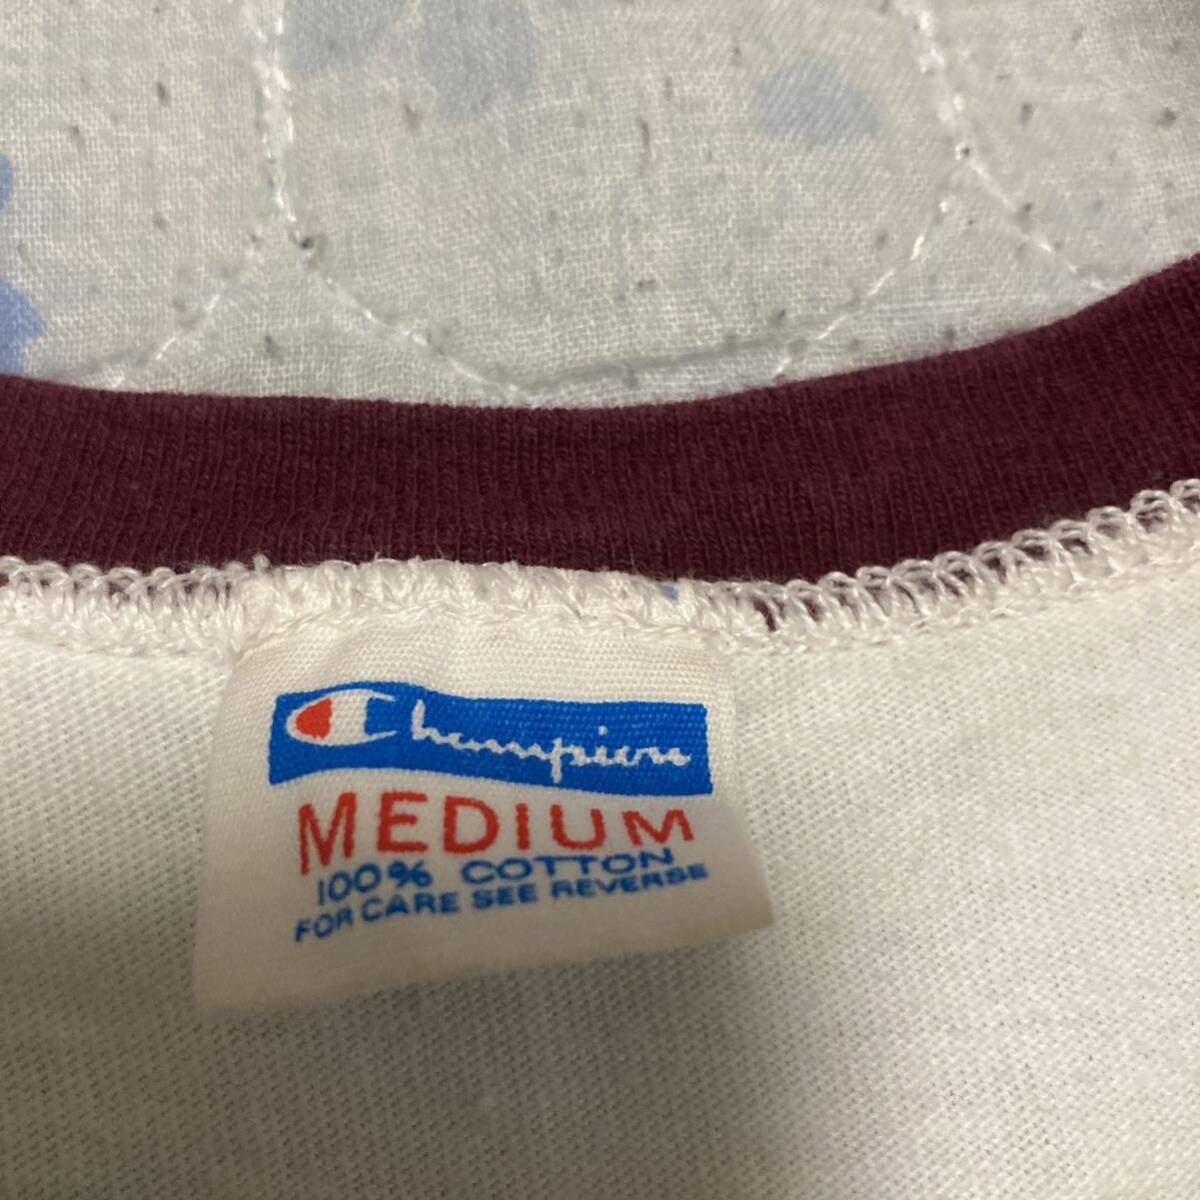 Champion
MEDIUM
100% COTTON
FOR CARE SEE REVERSE